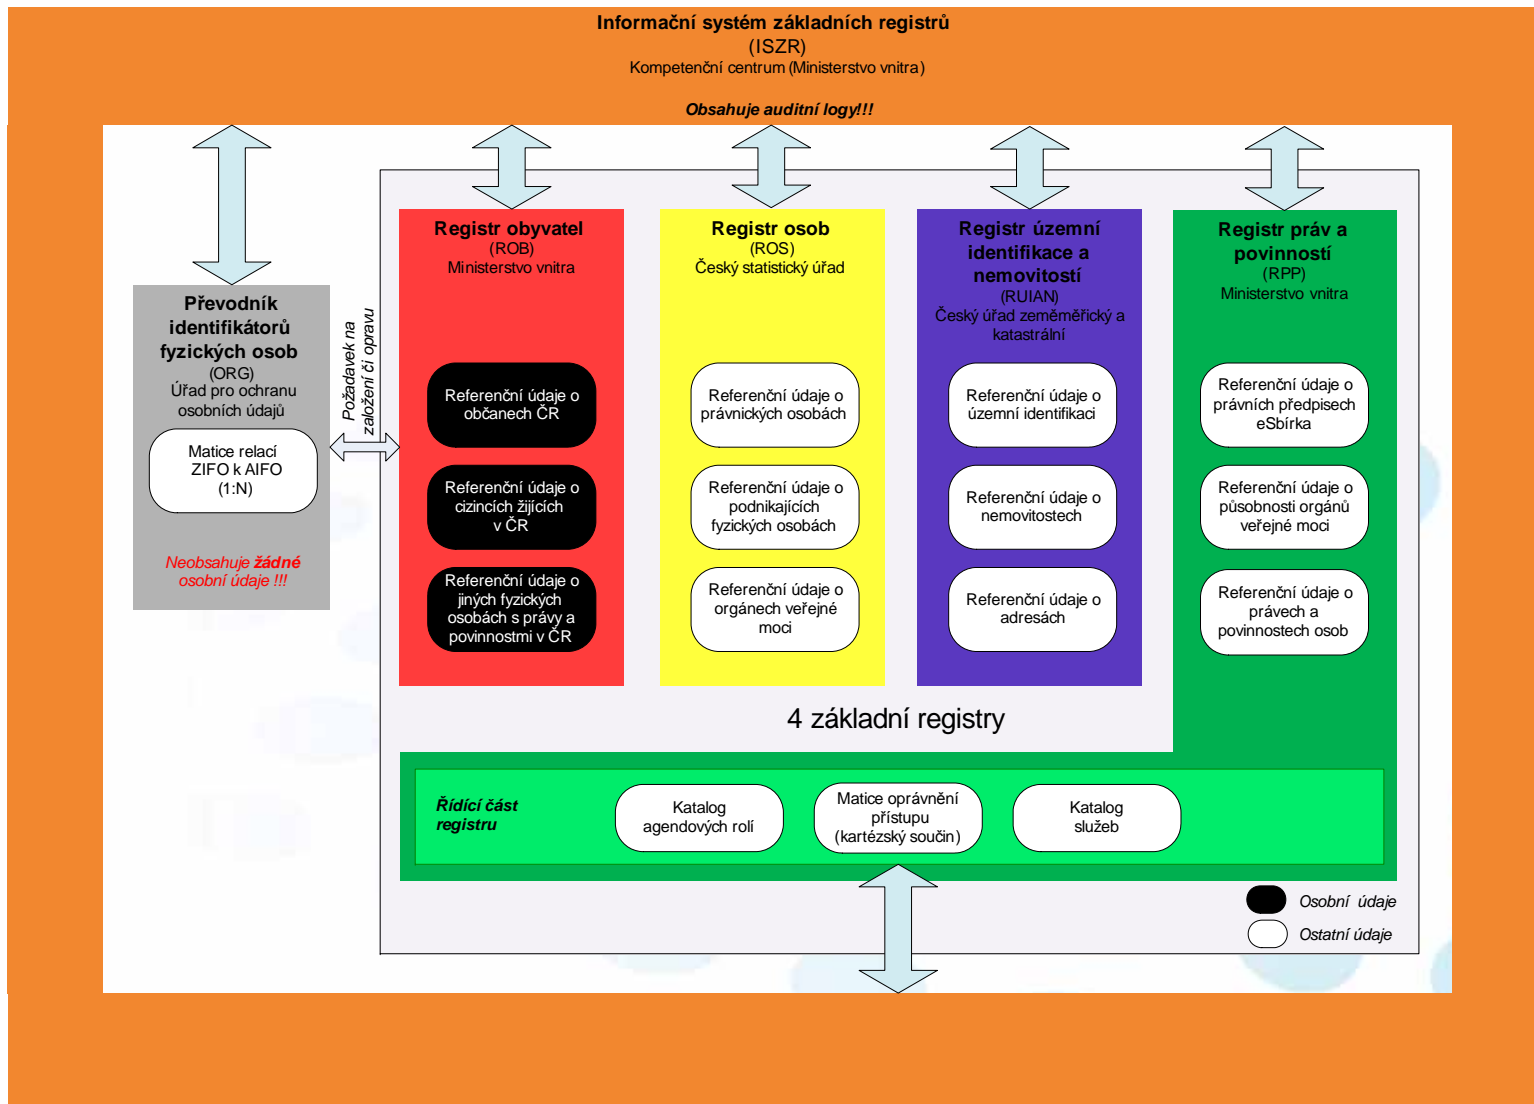 Informační systém základních registrů
(ISZR)
Kompetenční centrum (Ministerstvo vnitra)
Obsahuje auditní logy!!!
Převodník
identifikátorů
fyzických osob
(ORG)
Úřad pro ochranu
osobních údajů
Matice relací
ZIFO k AIFO
(1:N)
Neobsahuje žádné
osobní údaje !!!
Požadavek na
založení či opravu
Registr obyvatel
(ROB)
Ministerstvo vnitra
Referenční údaje o
občanech ČR
Referenční údaje o
cizincích žijících
v ČR
Referenční údaje o
jiných fyzických
osobách s právy a
povinnostmi v ČR
Registr osob
(ROS)
Český statistický úřad
Referenční údaje o
právnických osobách
Referenční údaje o
podnikajících
fyzických osobách
Referenční údaje o
orgánech veřejné
moci
Registr územní
identifikace a
nemovitostí
(RUIAN)
Český úřad zeměměřický a
katastrální
Referenční údaje o
územní identifikaci
Referenční údaje o
nemovitostech
Referenční údaje o
adresách
Registr práv a
povinností
(RPP)
Ministerstvo vnitra
Referenční údaje o
právních předpisech
eSbírka
Referenční údaje o
působnosti orgánů
veřejné moci
Referenční údaje o
právech a
povinnostech osob
4 základní registry
Řídící část
registru
Katalog
agendových rolí
Matice oprávnění
přístupu
(kartézský součin)
Katalog
služeb
Osobní údaje
Ostatní údaje